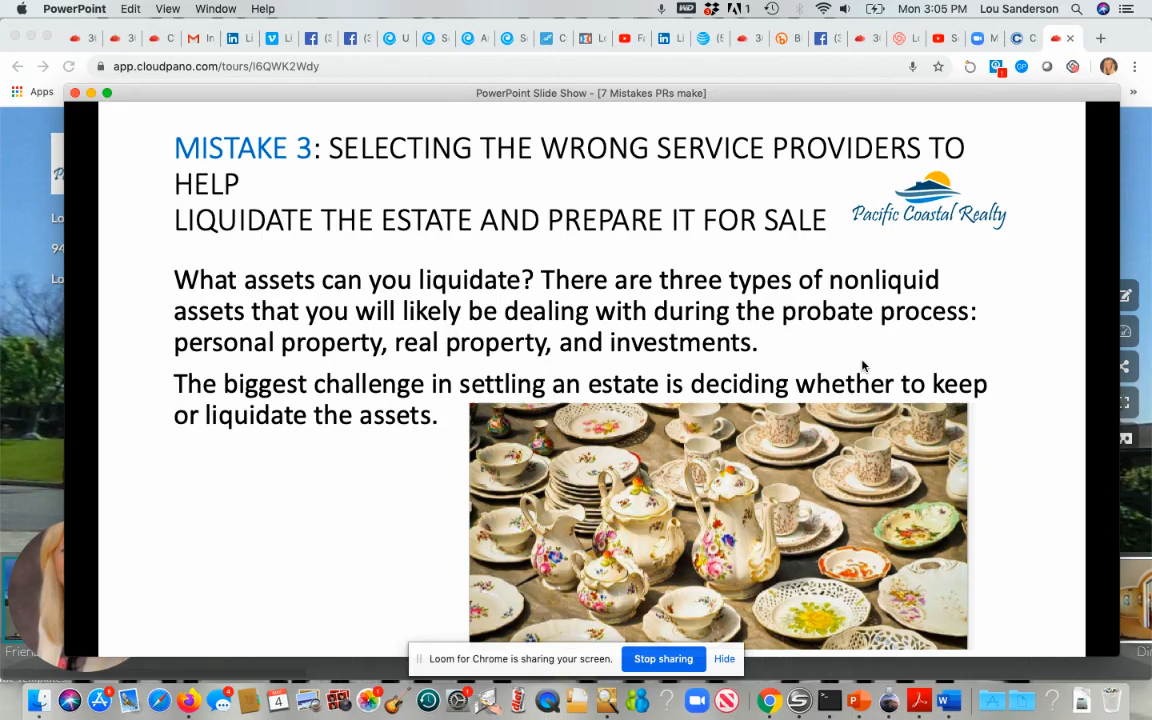 PowerPoint Edit View Window Help
Mon 3:05 PM Lou Sanderson
app.cloudpano.com/tours/l6QWK2Wdy
Apps
PowerPoint Slide Show - [7 Mistakes PRs make]
MISTAKE 3: SELECTING THE WRONG SERVICE PROVIDERS TO
HELP
LIQUIDATE THE ESTATE AND PREPARE IT FOR SALE
Pacific Coastal Realty
What assets can you liquidate? There are three types of nonliquid
assets that you will likely be dealing with during the probate process:
personal property, real property, and investments.
The biggest challenge in settling an estate is deciding whether to keep
or liquidate the assets.
Loom for Chrome is sharing your screen. Stop sharing Hide